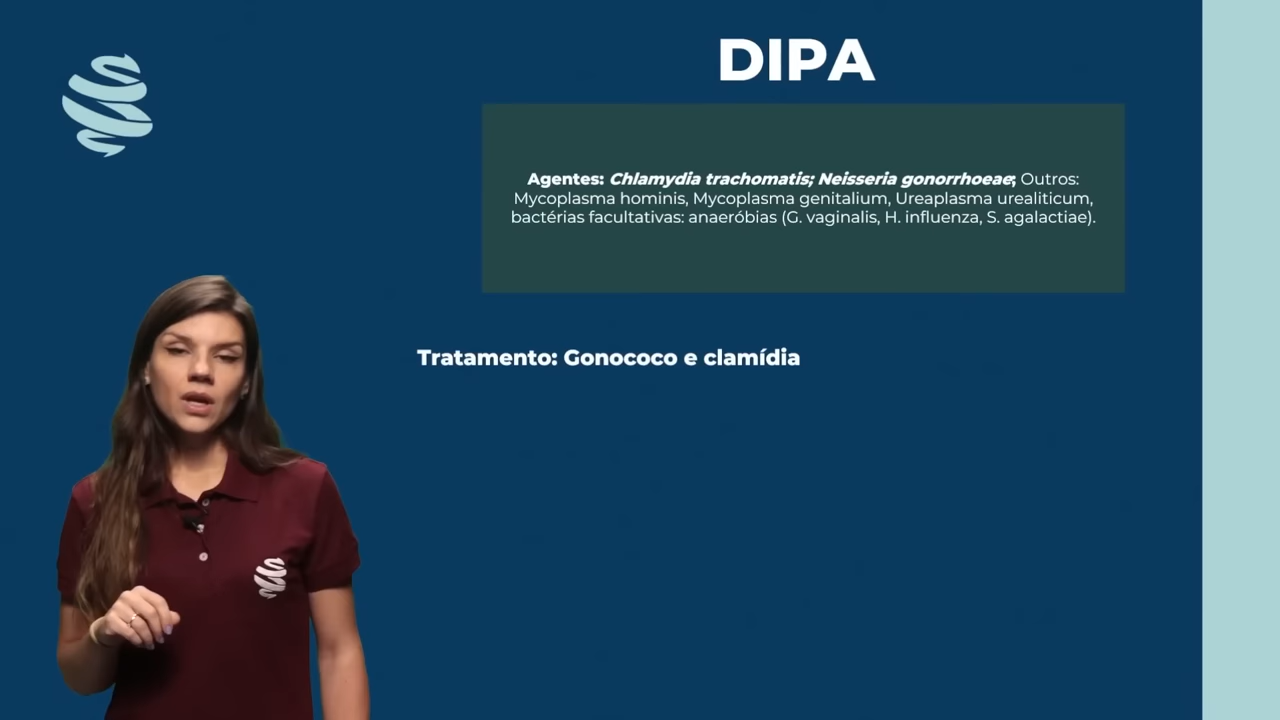 DIPA
Agentes: Chlamydia trachomatis; Neisseria gonorrhoeae; Outros:
Mycoplasma hominis, Mycoplasma genitalium, Ureaplasma urealiticum,
bactérias facultativas: anaeróbias (G. vaginalis, H. influenza, S. agalactiae).
Tratamento: Gonococo e clamídia